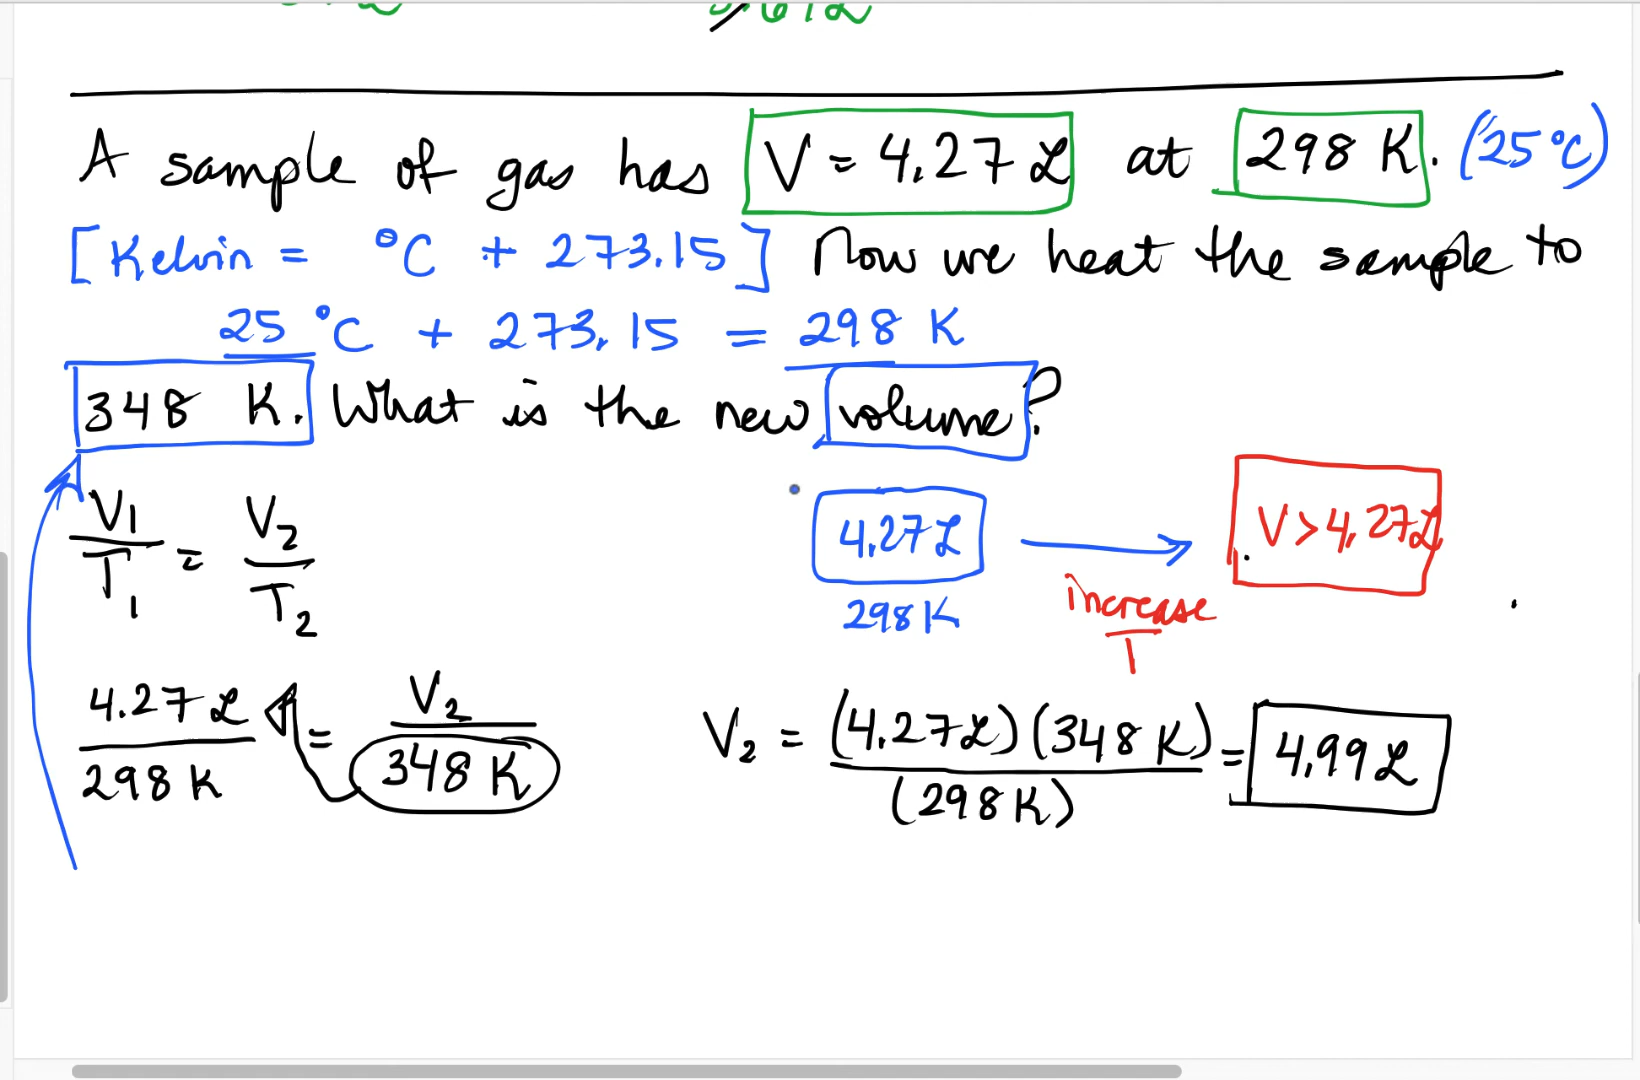 A sample of gas has V = 4.27 L at 298 K. (25 °C)
[Kelvin = °C + 273.15] Now we heat the sample to
25 °C + 273.15 = 298 K
348 K. What is the new volume?
V1/T1 = V2/T2
4.27 L → V > 4.27 L
298 K increase T
4.27 L / 298 K = V2 / 348 K
V2 = (4.27 L)(348 K) / (298 K) = 4.99 L